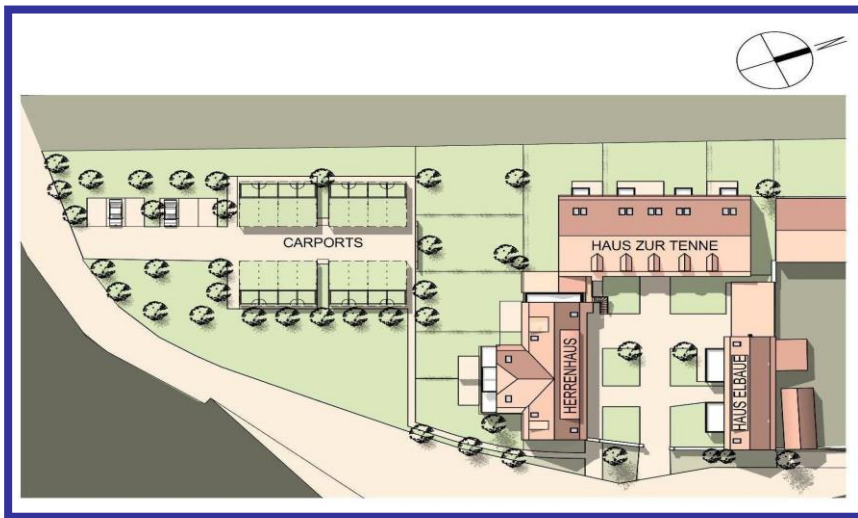 N
CARPORTS
HAUS ZUR TENNE
HERRENHAUS
HAUS ELBAUE